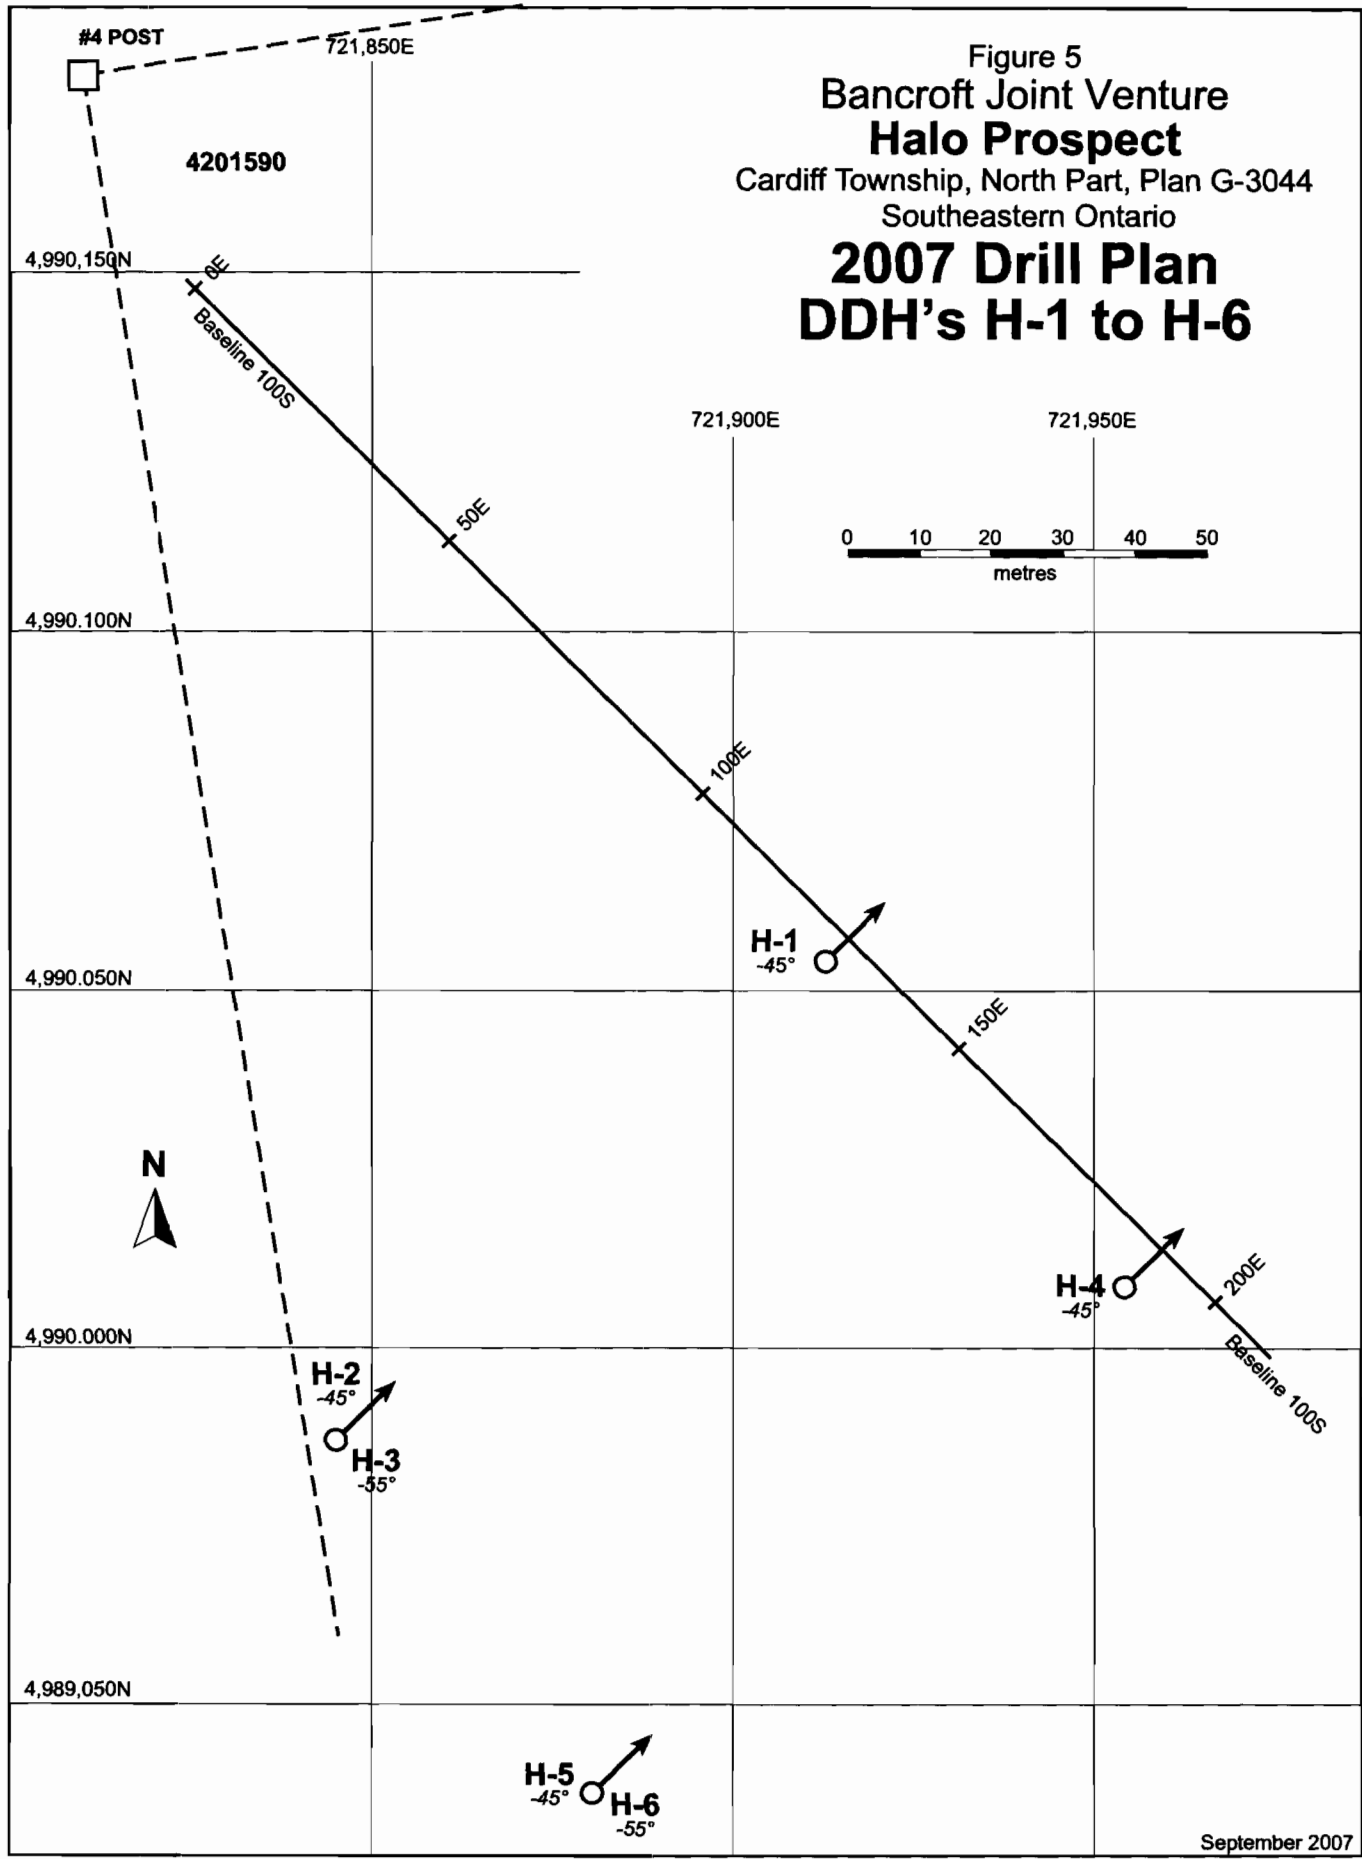 #4 POST
721,850E
4201590
Figure 5
Bancroft Joint Venture
Halo Prospect
Cardiff Township, North Part, Plan G-3044
Southeastern Ontario
2007 Drill Plan
DDH's H-1 to H-6
4,990,150N
0E
Baseline 100S
721,900E
721,950E
50E
0 10 20 30 40 50
metres
4,990.100N
100E
H-1
-45°
4,990.050N
150E
N
H-4
-45°
200E
Baseline 100S
4,990.000N
H-2
-45°
H-3
-55°
4,989,050N
H-5
-45°
H-6
-55°
September 2007